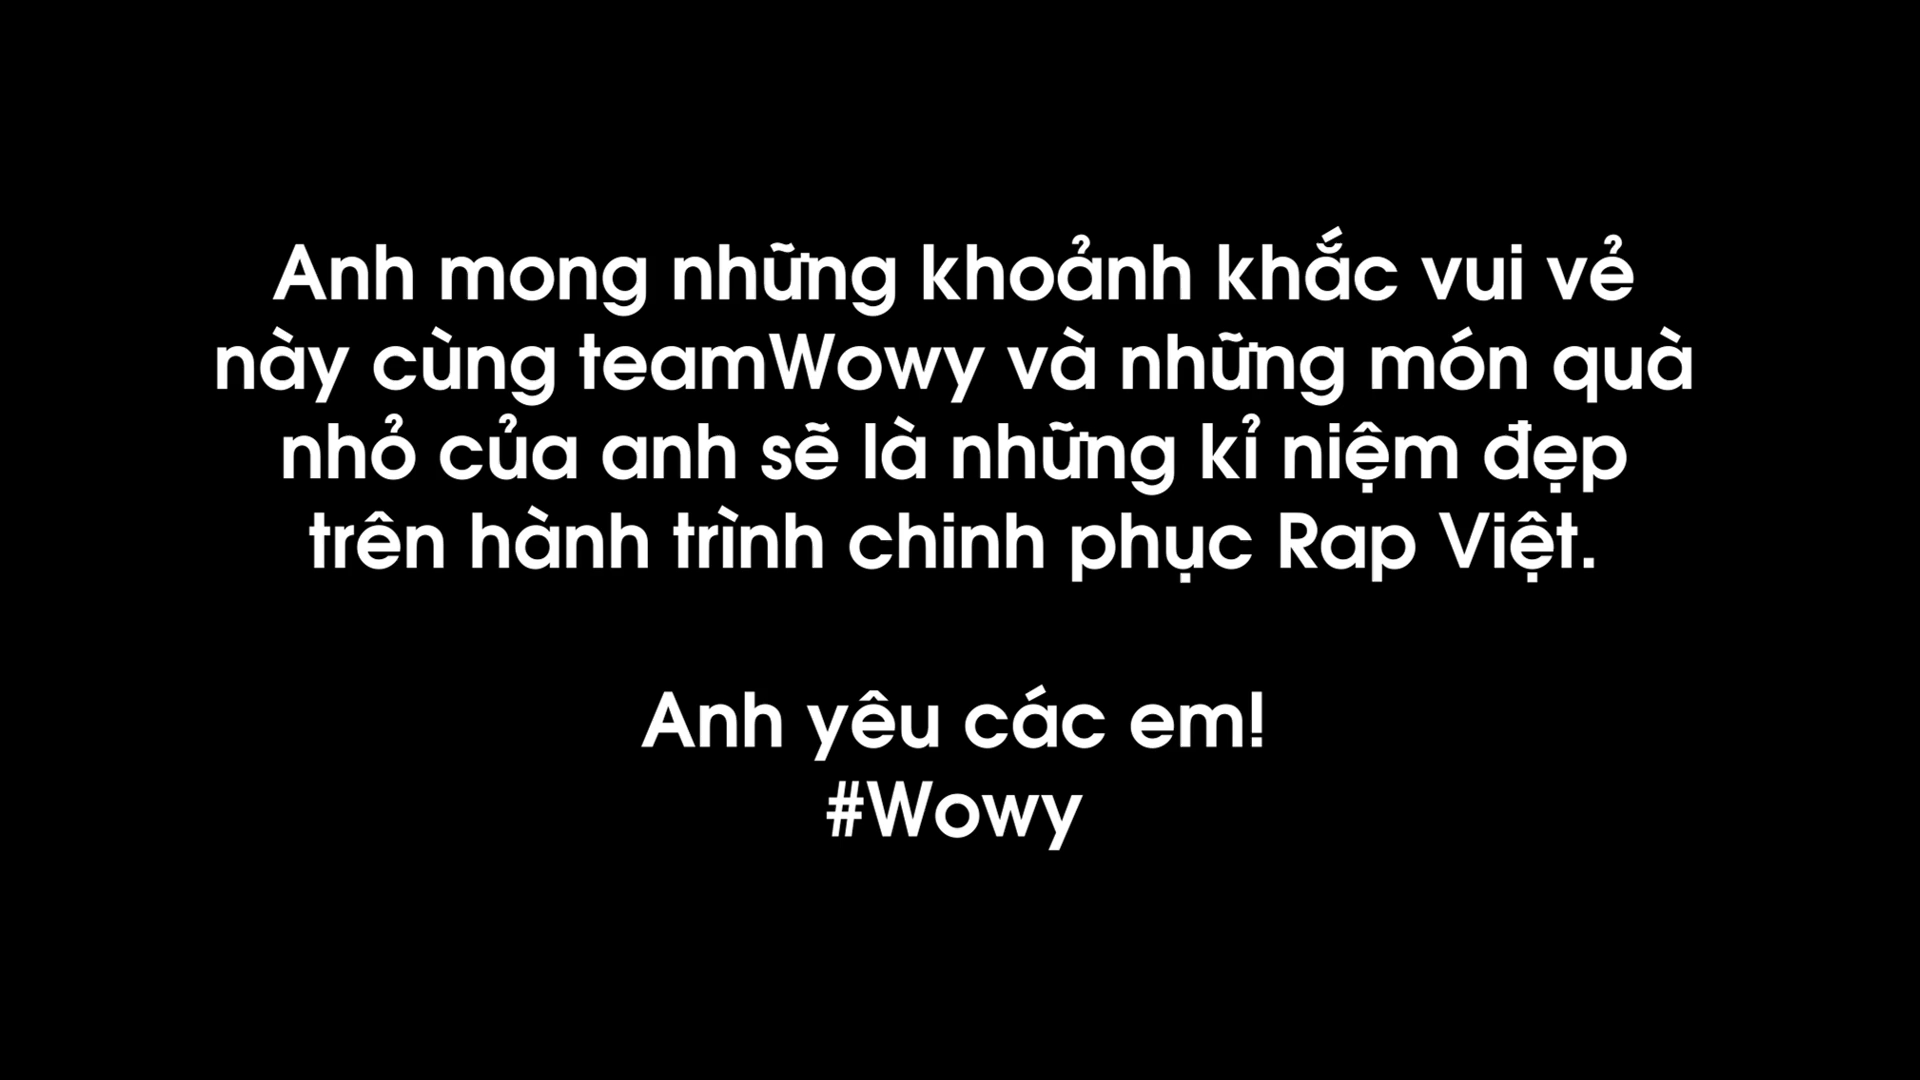 Anh mong những khoảnh khắc vui vẻ
này cùng teamWowy và những món quà
nhỏ của anh sẽ là những kỉ niệm đẹp
trên hành trình chinh phục Rap Việt.
Anh yêu các em!
#Wowy